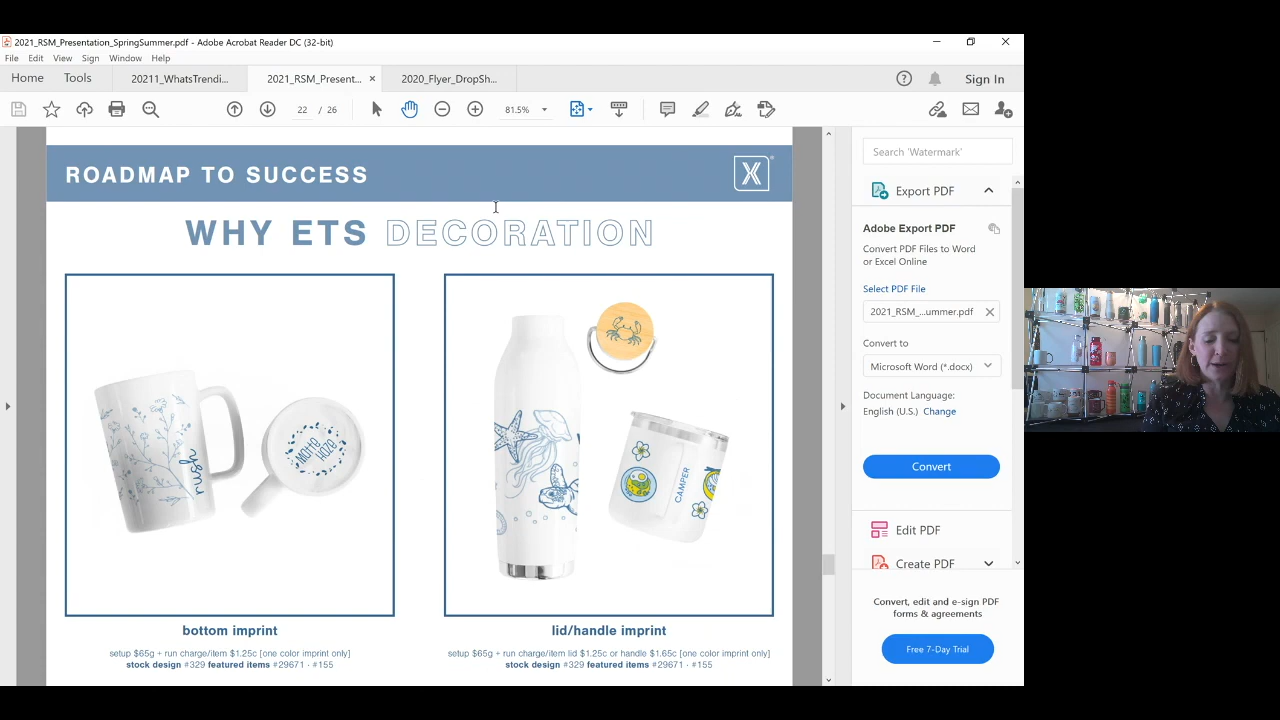 2021_RSM_Presentation_SpringSummer.pdf - Adobe Acrobat Reader DC (32-bit)
File Edit View Sign Window Help
Home Tools 20211_WhatsTrendi... 2021_RSM_Present... × 2020_Flyer_DropSh... Sign In
22 / 26 81.5%
Search 'Watermark'
ROADMAP TO SUCCESS
X
Export PDF
WHY ETS DECORATION
Adobe Export PDF
Convert PDF Files to Word
or Excel Online
Select PDF File
2021_RSM_...ummer.pdf
Convert to
Microsoft Word (*.docx)
Document Language:
English (U.S.) Change
Convert
Edit PDF
Create PDF
Convert, edit and e-sign PDF
forms & agreements
Free 7-Day Trial
rush
CAMPER
bottom imprint
setup $65g + run charge/item $1.25c [one color imprint only]
stock design #329 featured items #29671 · #155
lid/handle imprint
setup $65g + run charge/item lid $1.25c or handle $1.65c [one color imprint only]
stock design #329 featured items #29671 · #155